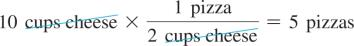 10 cups cheese × 1 pizza / 2 cups cheese = 5 pizzas